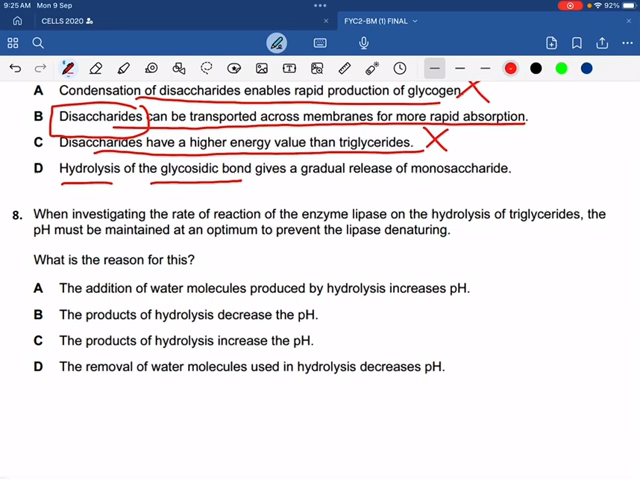 9:25 AM Mon 9 Sep
92%
CELLS 2020
FYC2-BM (1) FINAL
A Condensation of disaccharides enables rapid production of glycogen
B Disaccharides can be transported across membranes for more rapid absorption.
C Disaccharides have a higher energy value than triglycerides.
D Hydrolysis of the glycosidic bond gives a gradual release of monosaccharide.
8. When investigating the rate of reaction of the enzyme lipase on the hydrolysis of triglycerides, the
pH must be maintained at an optimum to prevent the lipase denaturing.
What is the reason for this?
A The addition of water molecules produced by hydrolysis increases pH.
B The products of hydrolysis decrease the pH.
C The products of hydrolysis increase the pH.
D The removal of water molecules used in hydrolysis decreases pH.